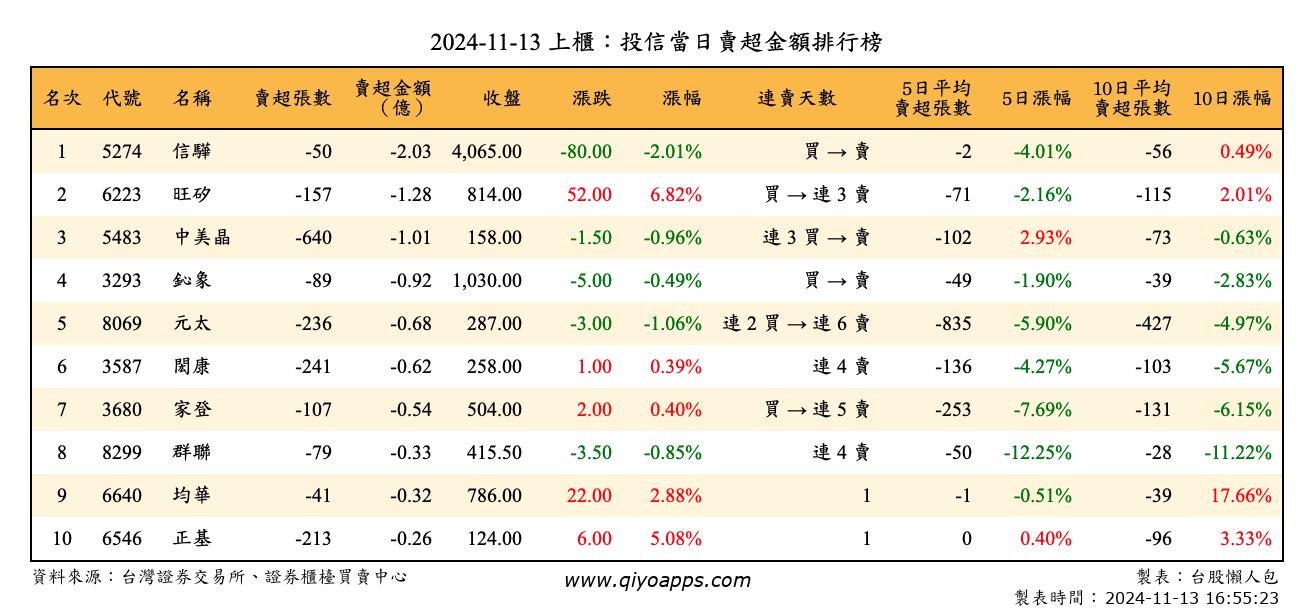 2024-11-13 上櫃：投信當日賣超金額排行榜
名次 代號 名稱 賣超張數 賣超金額（億） 收盤 漲跌 漲幅 連賣天數 5日平均賣超張數 5日漲幅 10日平均賣超張數 10日漲幅
1 5274 信驊 -50 -2.03 4,065.00 -80.00 -2.01% 買 → 賣 -2 -4.01% -56 0.49%
2 6223 旺矽 -157 -1.28 814.00 52.00 6.82% 買 → 連 3 賣 -71 -2.16% -115 2.01%
3 5483 中美晶 -640 -1.01 158.00 -1.50 -0.96% 連 3 買 → 賣 -102 2.93% -73 -0.63%
4 3293 鈊象 -89 -0.92 1,030.00 -5.00 -0.49% 買 → 賣 -49 -1.90% -39 -2.83%
5 8069 元太 -236 -0.68 287.00 -3.00 -1.06% 連 2 買 → 連 6 賣 -835 -5.90% -427 -4.97%
6 3587 閎康 -241 -0.62 258.00 1.00 0.39% 連 4 賣 -136 -4.27% -103 -5.67%
7 3680 家登 -107 -0.54 504.00 2.00 0.40% 買 → 連 5 賣 -253 -7.69% -131 -6.15%
8 8299 群聯 -79 -0.33 415.50 -3.50 -0.85% 連 4 賣 -50 -12.25% -28 -11.22%
9 6640 均華 -41 -0.32 786.00 22.00 2.88% 1 -1 -0.51% -39 17.66%
10 6546 正基 -213 -0.26 124.00 6.00 5.08% 1 0 0.40% -96 3.33%
資料來源：台灣證券交易所、證券櫃檯買賣中心
www.qiyoapps.com
製表：台股懶人包
製表時間：2024-11-13 16:55:23